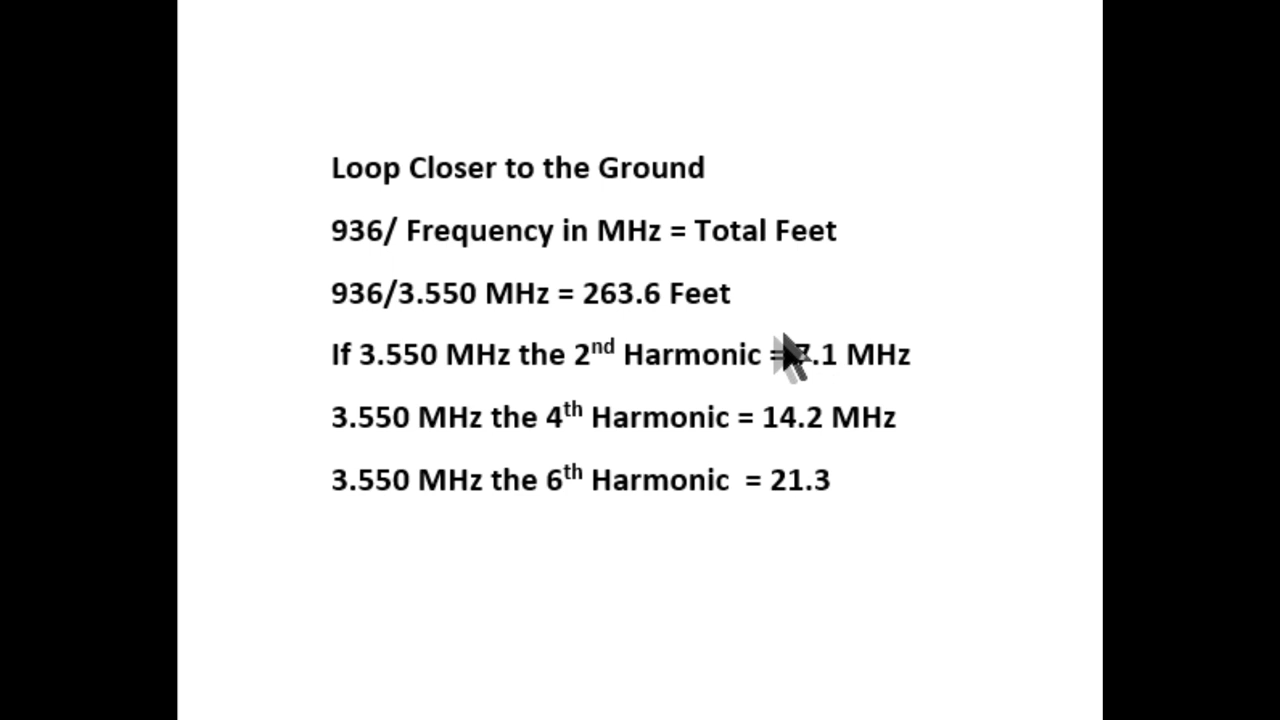 Loop Closer to the Ground
936/ Frequency in MHz = Total Feet
936/3.550 MHz = 263.6 Feet
If 3.550 MHz the 2nd Harmonic = 7.1 MHz
3.550 MHz the 4th Harmonic = 14.2 MHz
3.550 MHz the 6th Harmonic = 21.3